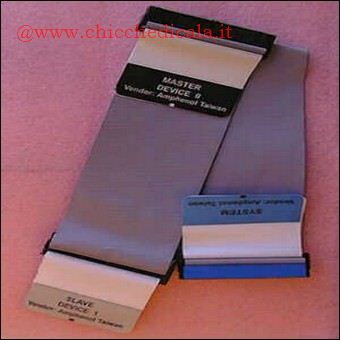 @www.chicchedicala.it
MASTER
DEVICE 0
Vendor: Amphenol Taiwan
SYSTEM
Vendor: Amphenol Taiwan
SLAVE
DEVICE 1
Vendor: Amphenol Taiwan